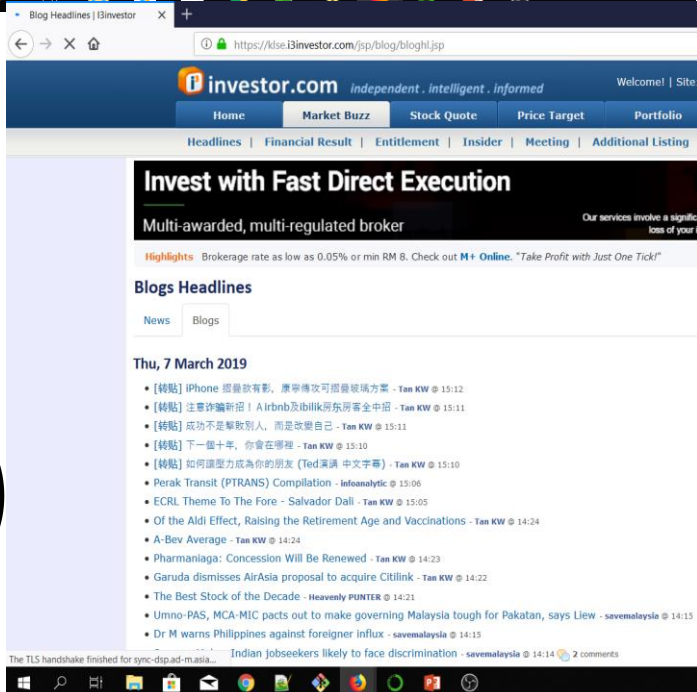 Blog Headlines | I3investor
https://klse.i3investor.com/jsp/blog/bloghl.jsp
investor.com independent . intelligent . informed Welcome! | Site
Home Market Buzz Stock Quote Price Target Portfolio
Headlines | Financial Result | Entitlement | Insider | Meeting | Additional Listing
Invest with Fast Direct Execution
Multi-awarded, multi-regulated broker
Our services involve a signific
loss of your i
Highlights Brokerage rate as low as 0.05% or min RM 8. Check out M+ Online. "Take Profit with Just One Tick!"
Blogs Headlines
News Blogs
Thu, 7 March 2019
[转贴] iPhone 摺疊款有影，康寧傳攻可摺疊玻璃方案 - Tan KW @ 15:12
[转贴] 注意诈骗新招！Airbnb及ibilik房东房客全中招 - Tan KW @ 15:11
[转贴] 成功不是擊敗別人，而是改變自己 - Tan KW @ 15:11
[转贴] 下一個十年，你會在哪裡 - Tan KW @ 15:10
[转贴] 如何讓壓力成為你的朋友 (Ted演講 中文字幕) - Tan KW @ 15:10
Perak Transit (PTRANS) Compilation - infoanalytic @ 15:06
ECRL Theme To The Fore - Salvador Dali - Tan KW @ 15:05
Of the Aldi Effect, Raising the Retirement Age and Vaccinations - Tan KW @ 14:24
A-Bev Average - Tan KW @ 14:24
Pharmaniaga: Concession Will Be Renewed - Tan KW @ 14:23
Garuda dismisses AirAsia proposal to acquire Citilink - Tan KW @ 14:22
The Best Stock of the Decade - Heavenly PUNTER @ 14:21
Umno-PAS, MCA-MIC pacts out to make governing Malaysia tough for Pakatan, says Liew - savemalaysia @ 14:15
Dr M warns Philippines against foreigner influx - savemalaysia @ 14:15
Indian jobseekers likely to face discrimination - savemalaysia @ 14:14 2 comments
The TLS handshake finished for sync-dsp.ad-m.asia...